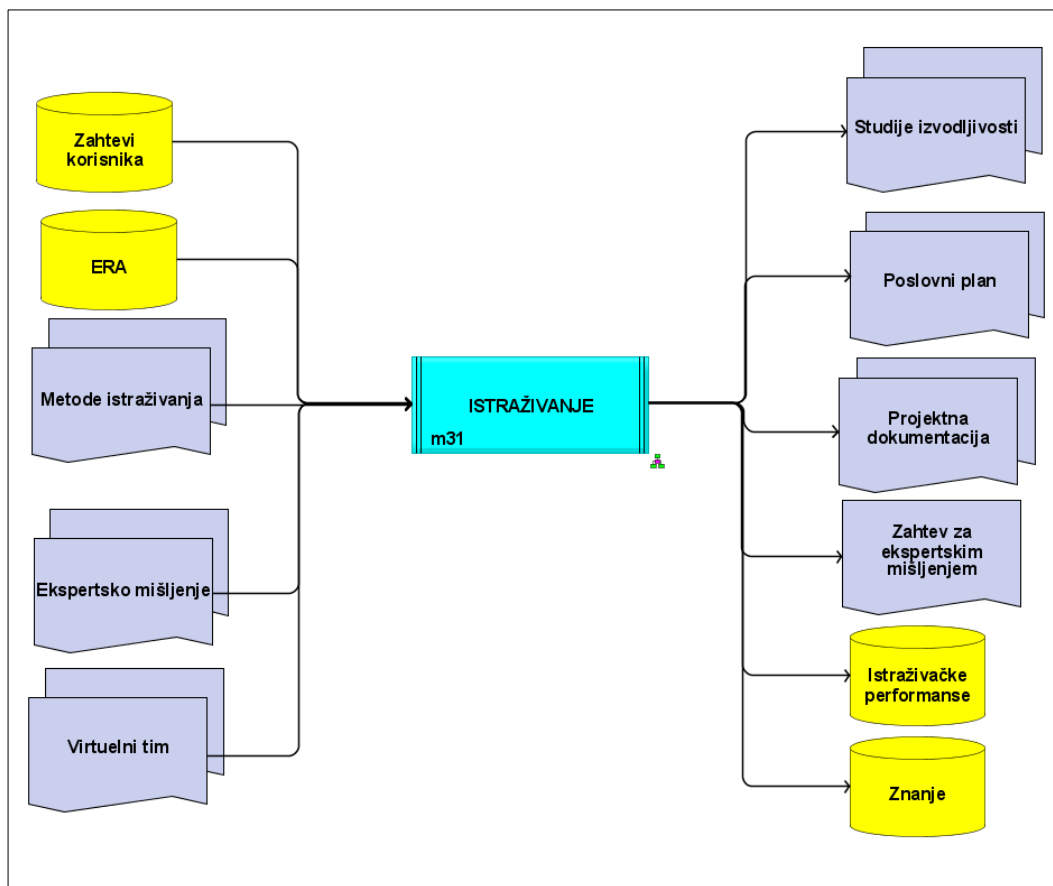 Zahtevi
korisnika
ERA
Metode istraživanja
Ekspertsko mišljenje
Virtuelni tim
ISTRAŽIVANJE
m31
Studije izvodljivosti
Poslovni plan
Projektna
dokumentacija
Zahtev za
ekspertskim
mišljenjem
Istraživačke
performanse
Znanje